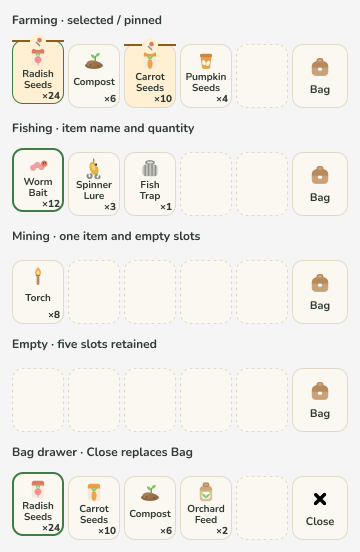 Farming · selected / pinned
Radish
Seeds
×24
Compost
×6
Carrot
Seeds
×10
Pumpkin
Seeds
×4
Bag
Fishing · item name and quantity
Worm
Bait
×12
Spinner
Lure
×3
Fish
Trap
×1
Bag
Mining · one item and empty slots
Torch
×8
Bag
Empty · five slots retained
Bag
Bag drawer · Close replaces Bag
Radish
Seeds
×24
Carrot
Seeds
×10
Compost
×6
Orchard
Feed
×2
Close